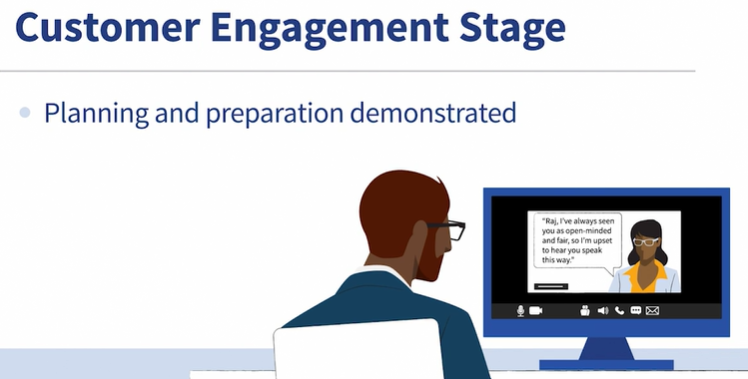 Customer Engagement Stage
Planning and preparation demonstrated
"Raj, I've always seen
you as open-minded
and fair, so I'm upset
to hear you speak
this way."